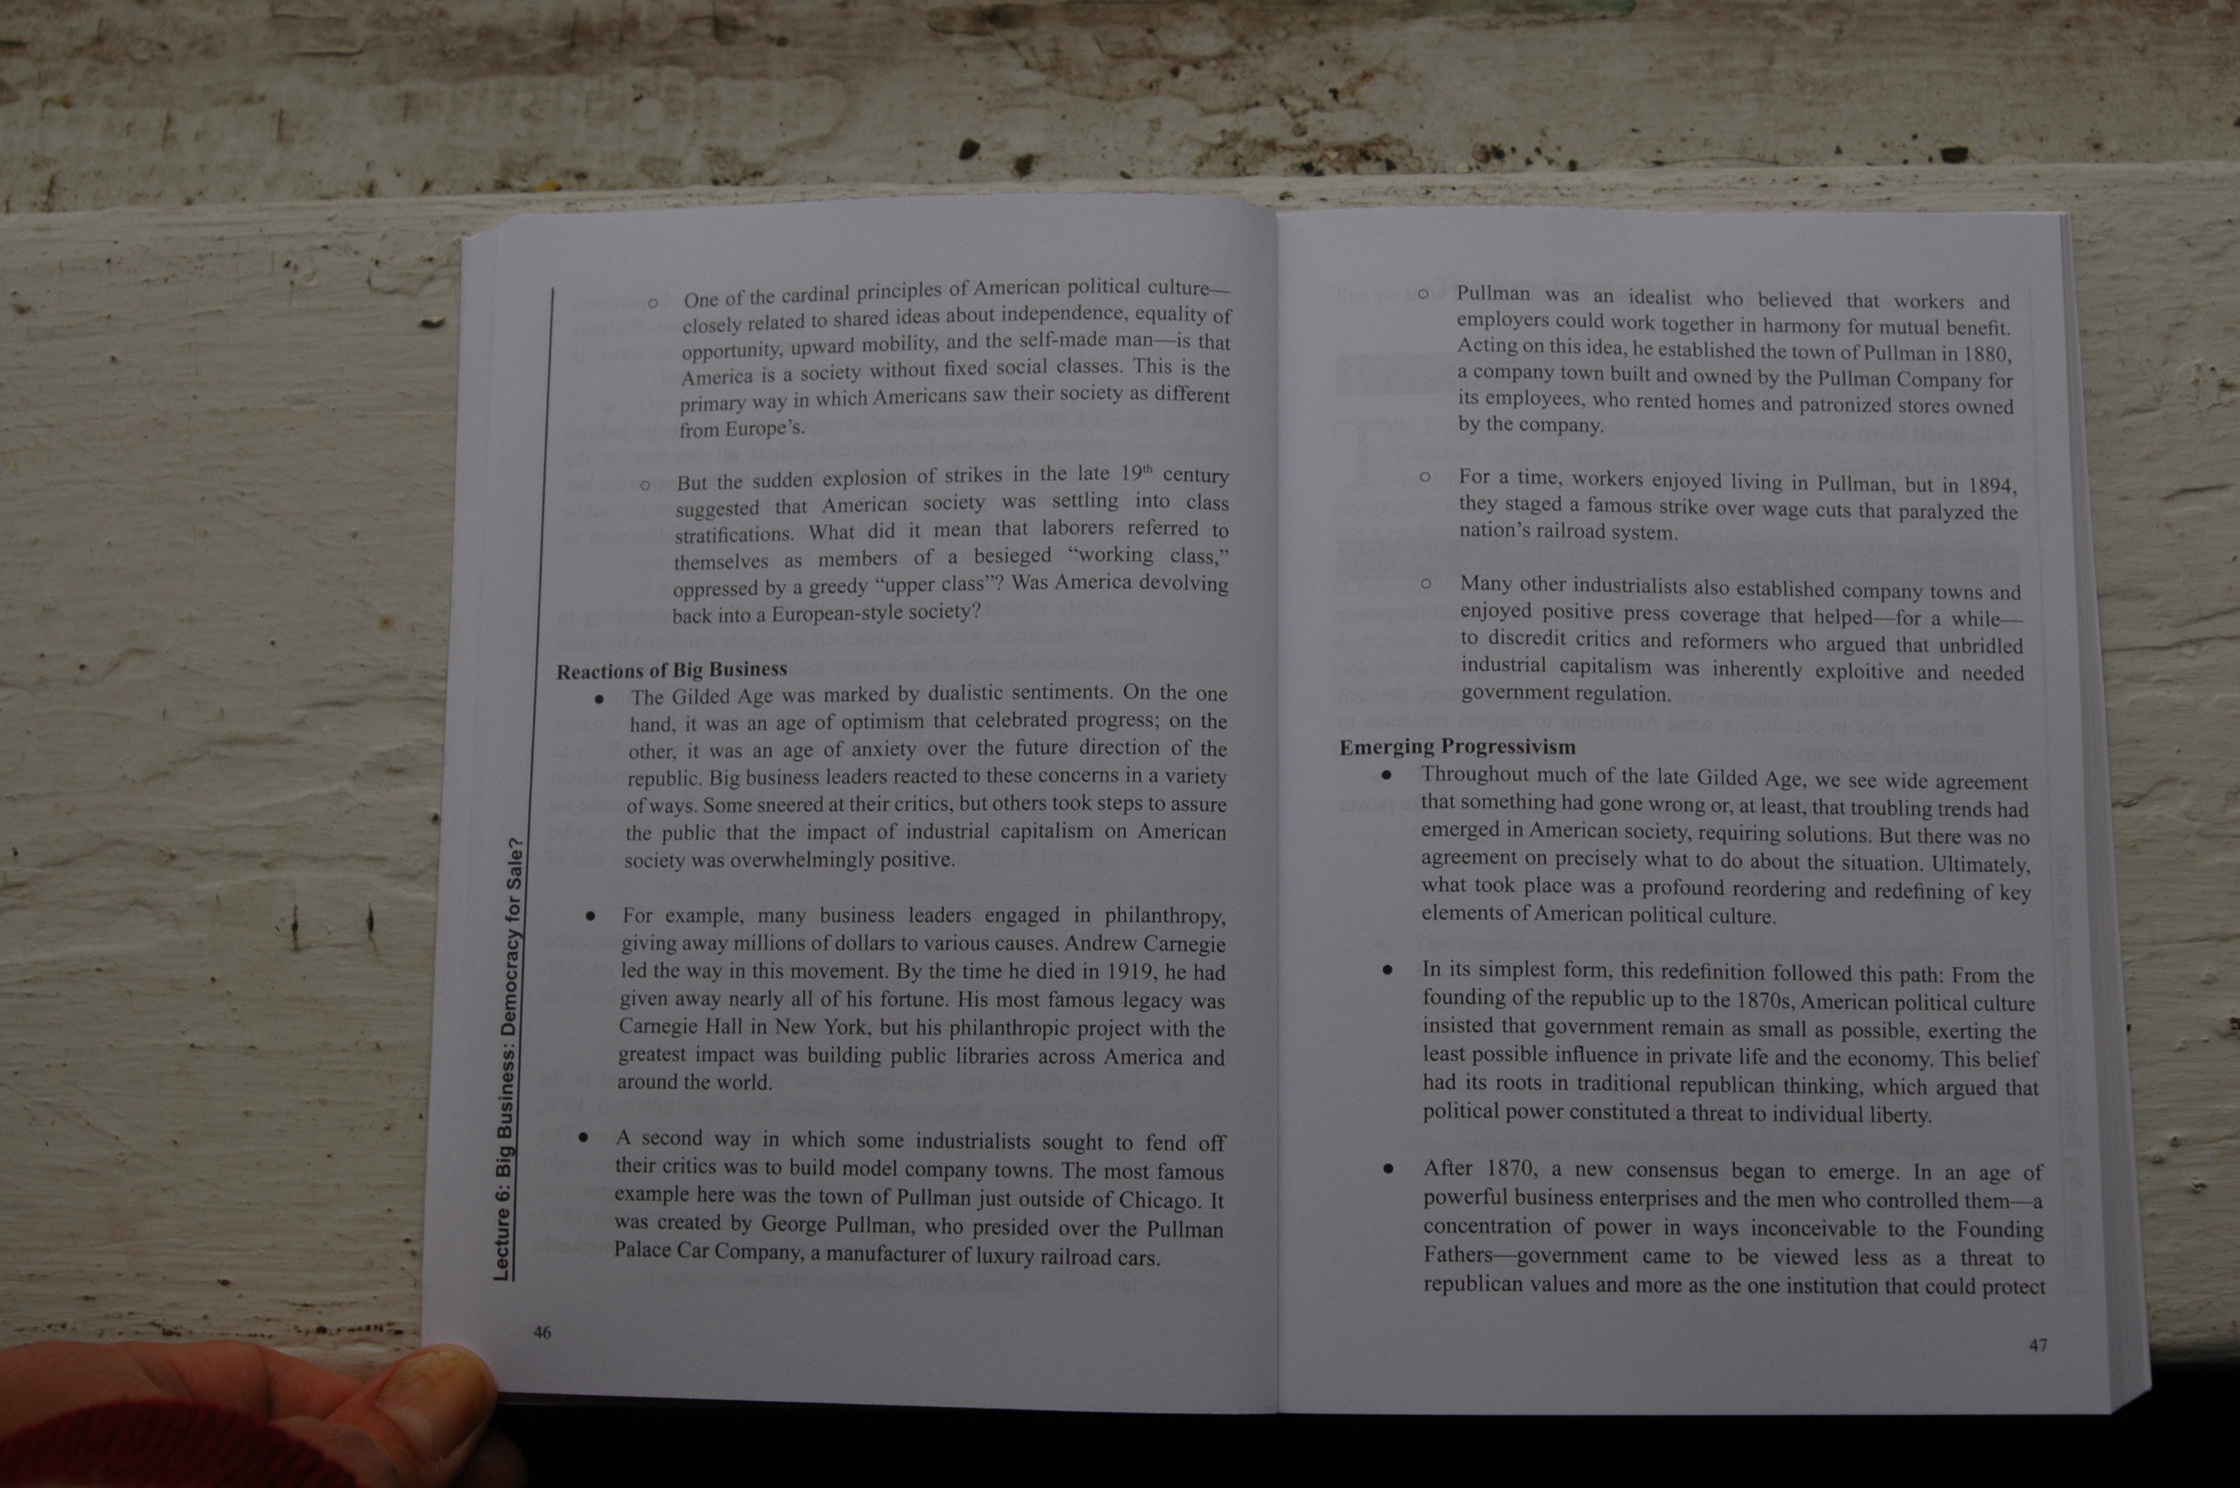 ○ One of the cardinal principles of American political culture—
closely related to shared ideas about independence, equality of
opportunity, upward mobility, and the self-made man—is that
America is a society without fixed social classes. This is the
primary way in which Americans saw their society as different
from Europe's.
○ But the sudden explosion of strikes in the late 19th century
suggested that American society was settling into class
stratifications. What did it mean that laborers referred to
themselves as members of a besieged “working class,”
oppressed by a greedy “upper class”? Was America devolving
back into a European-style society?
Reactions of Big Business
• The Gilded Age was marked by dualistic sentiments. On the one
hand, it was an age of optimism that celebrated progress; on the
other, it was an age of anxiety over the future direction of the
republic. Big business leaders reacted to these concerns in a variety
of ways. Some sneered at their critics, but others took steps to assure
the public that the impact of industrial capitalism on American
society was overwhelmingly positive.
• For example, many business leaders engaged in philanthropy,
giving away millions of dollars to various causes. Andrew Carnegie
led the way in this movement. By the time he died in 1919, he had
given away nearly all of his fortune. His most famous legacy was
Carnegie Hall in New York, but his philanthropic project with the
greatest impact was building public libraries across America and
around the world.
• A second way in which some industrialists sought to fend off
their critics was to build model company towns. The most famous
example here was the town of Pullman just outside of Chicago. It
was created by George Pullman, who presided over the Pullman
Palace Car Company, a manufacturer of luxury railroad cars.
Lecture 6: Big Business: Democracy for Sale?
46
○ Pullman was an idealist who believed that workers and
employers could work together in harmony for mutual benefit.
Acting on this idea, he established the town of Pullman in 1880,
a company town built and owned by the Pullman Company for
its employees, who rented homes and patronized stores owned
by the company.
○ For a time, workers enjoyed living in Pullman, but in 1894,
they staged a famous strike over wage cuts that paralyzed the
nation's railroad system.
○ Many other industrialists also established company towns and
enjoyed positive press coverage that helped—for a while—
to discredit critics and reformers who argued that unbridled
industrial capitalism was inherently exploitive and needed
government regulation.
Emerging Progressivism
• Throughout much of the late Gilded Age, we see wide agreement
that something had gone wrong or, at least, that troubling trends had
emerged in American society, requiring solutions. But there was no
agreement on precisely what to do about the situation. Ultimately,
what took place was a profound reordering and redefining of key
elements of American political culture.
• In its simplest form, this redefinition followed this path: From the
founding of the republic up to the 1870s, American political culture
insisted that government remain as small as possible, exerting the
least possible influence in private life and the economy. This belief
had its roots in traditional republican thinking, which argued that
political power constituted a threat to individual liberty.
• After 1870, a new consensus began to emerge. In an age of
powerful business enterprises and the men who controlled them—a
concentration of power in ways inconceivable to the Founding
Fathers—government came to be viewed less as a threat to
republican values and more as the one institution that could protect
47